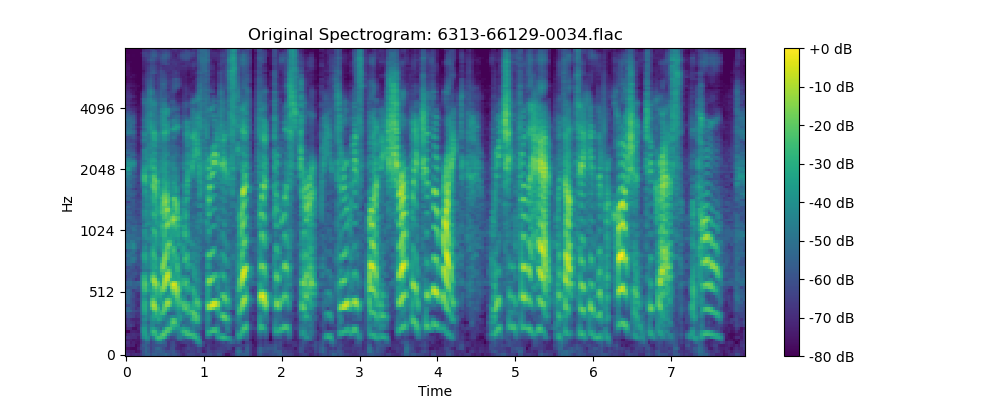 Original Spectrogram: 6313-66129-0034.flac
Hz
4096
2048
1024
512
0
0 1 2 3 4 5 6 7
Time
+0 dB
-10 dB
-20 dB
-30 dB
-40 dB
-50 dB
-60 dB
-70 dB
-80 dB